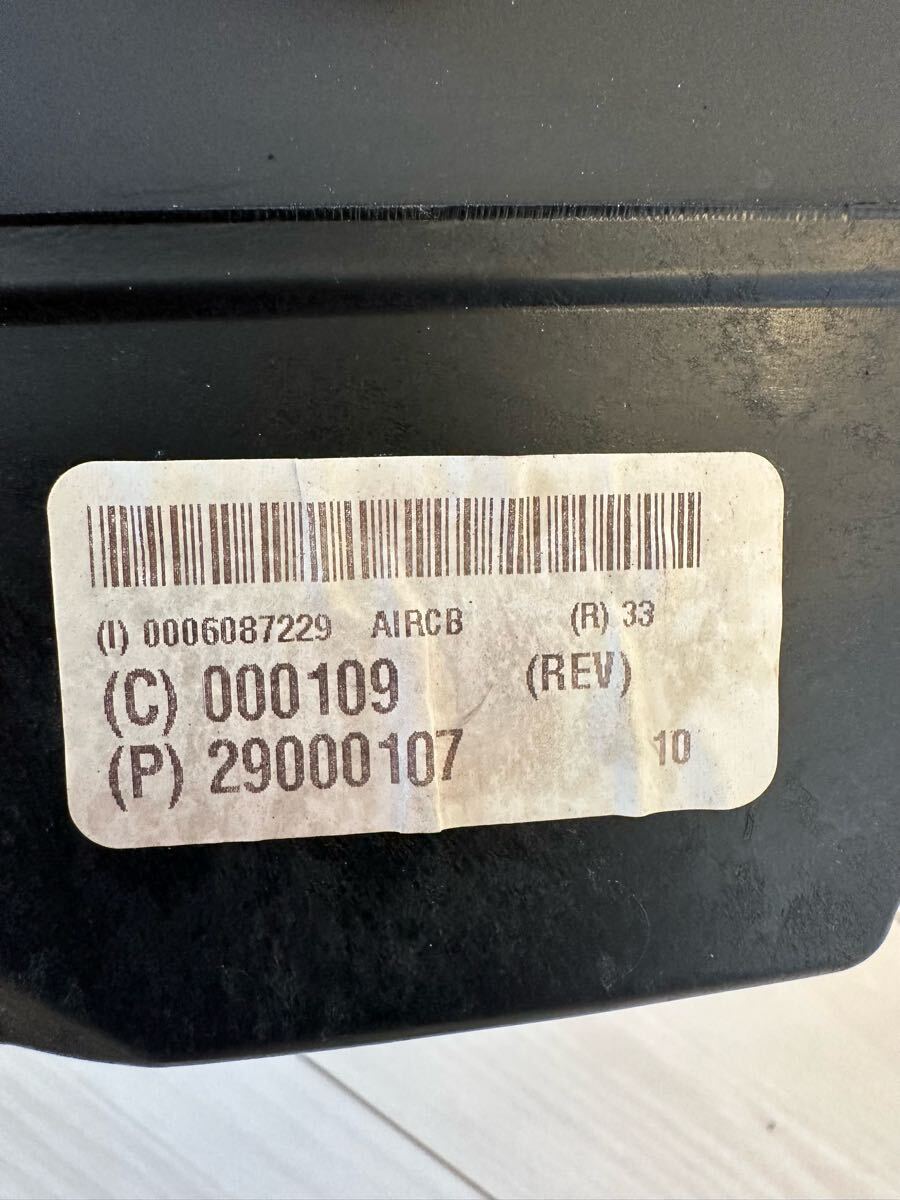 (I) 0006087229 AIRCB (R) 33
(C) 000109 (REV)
(P) 29000107 10